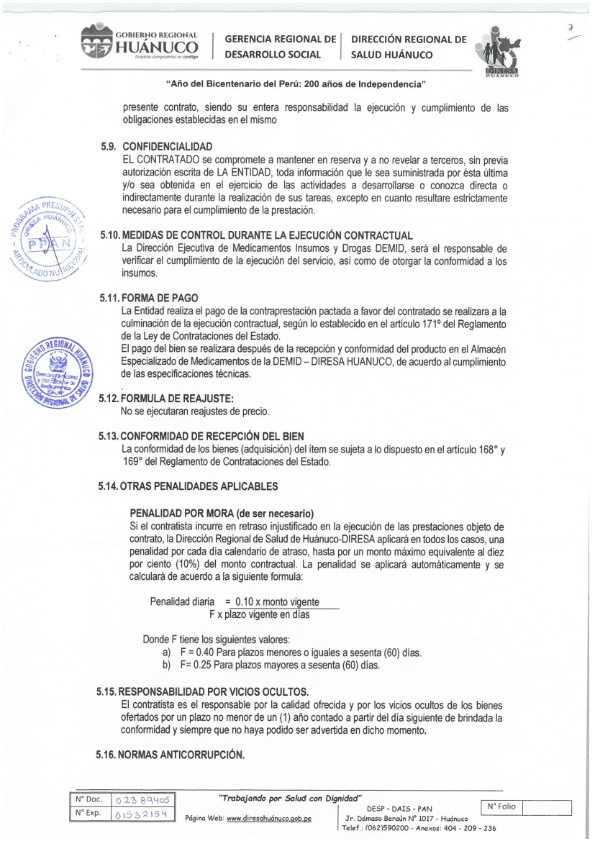 7
GOBIERNO REGIONAL
HUÁNUCO
GERENCIA REGIONAL DE
DESARROLLO SOCIAL
DIRECCIÓN REGIONAL DE
SALUD HUÁNUCO
DIRESA
HUÁNUCO
"Año del Bicentenario del Perú: 200 años de Independencia"
presente contrato, siendo su entera responsabilidad la ejecución y cumplimiento de las
obligaciones establecidas en el mismo
5.9. CONFIDENCIALIDAD
EL CONTRATADO se compromete a mantener en reserva y a no revelar a terceros, sin previa
autorización escrita de LA ENTIDAD, toda información que le sea suministrada por ésta última
y/o sea obtenida en el ejercicio de las actividades a desarrollarse o conozca directa o
indirectamente durante la realización de sus tareas, excepto en cuanto resultare estrictamente
necesario para el cumplimiento de la prestación.
5.10. MEDIDAS DE CONTROL DURANTE LA EJECUCIÓN CONTRACTUAL
La Dirección Ejecutiva de Medicamentos Insumos y Drogas DEMID, será el responsable de
verificar el cumplimiento de la ejecución del servicio, así como de otorgar la conformidad a los
insumos.
5.11. FORMA DE PAGO
La Entidad realiza el pago de la contraprestación pactada a favor del contratado se realizara a la
culminación de la ejecución contractual, según lo establecido en el artículo 171º del Reglamento
de la Ley de Contrataciones del Estado.
El pago del bien se realizara después de la recepción y conformidad del producto en el Almacén
Especializado de Medicamentos de la DEMID – DIRESA HUANUCO, de acuerdo al cumplimiento
de las especificaciones técnicas.
5.12. FORMULA DE REAJUSTE:
No se ejecutaran reajustes de precio.
5.13. CONFORMIDAD DE RECEPCIÓN DEL BIEN
La conformidad de los bienes (adquisición) del ítem se sujeta a lo dispuesto en el artículo 168° y
169° del Reglamento de Contrataciones del Estado.
5.14. OTRAS PENALIDADES APLICABLES
PENALIDAD POR MORA (de ser necesario)
Si el contratista incurre en retraso injustificado en la ejecución de las prestaciones objeto de
contrato, la Dirección Regional de Salud de Huánuco-DIRESA aplicará en todos los casos, una
penalidad por cada día calendario de atraso, hasta por un monto máximo equivalente al diez
por ciento (10%) del monto contractual. La penalidad se aplicará automáticamente y se
calculará de acuerdo a la siguiente formula:
Penalidad diaria = 0.10 x monto vigente
F x plazo vigente en días
Donde F tiene los siguientes valores:
a) F = 0.40 Para plazos menores o iguales a sesenta (60) días.
b) F= 0.25 Para plazos mayores a sesenta (60) días.
5.15. RESPONSABILIDAD POR VICIOS OCULTOS.
El contratista es el responsable por la calidad ofrecida y por los vicios ocultos de los bienes
ofertados por un plazo no menor de un (1) año contado a partir del día siguiente de brindada la
conformidad y siempre que no haya podido ser advertida en dicho momento.
5.16. NORMAS ANTICORRUPCIÓN.
PROGRAMA PRESUPUESTAL
DIRESA HUÁNUCO
PPAN
ARTICULADO NUTRICIONAL
GOBIERNO REGIONAL HUÁNUCO
DIRECCIÓN REGIONAL DE SALUD
N° Doc. 02389405
N° Exp. 01532154
"Trabajando por Salud con Dignidad"
Página Web: www.diresahuánuco.gob.pe
DESP - DAIS - PAN
Jr. Dámaso Beraún N° 1017 - Huánuco
Telef.: (062)590200 - Anexos: 404 - 209 - 236
N° Folio